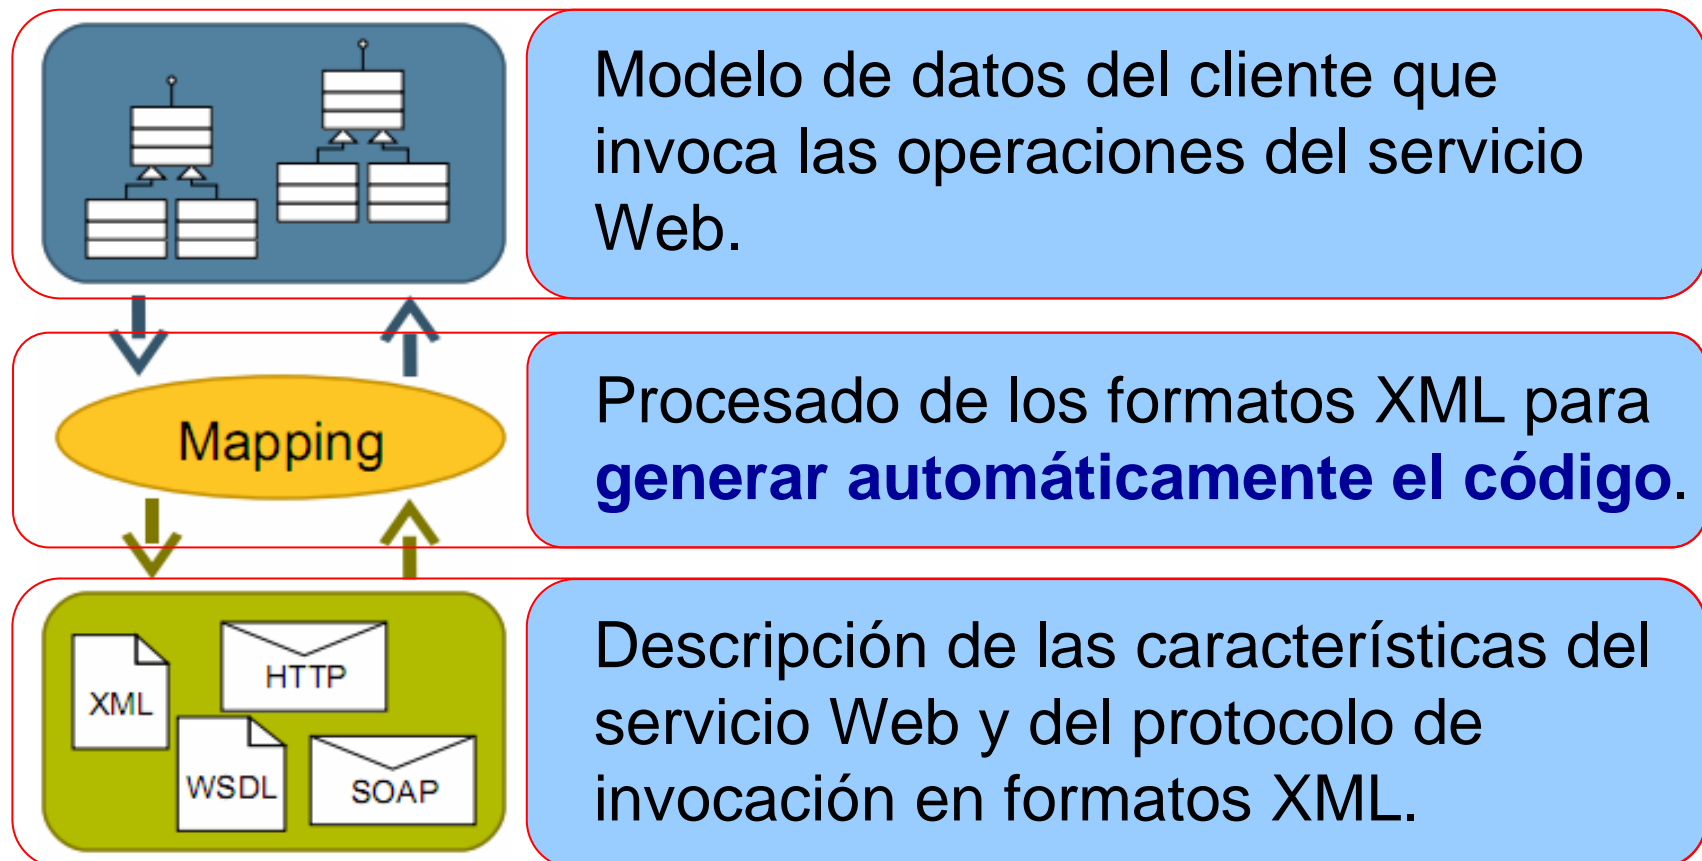 Modelo de datos del cliente que
invoca las operaciones del servicio
Web.
Mapping
Procesado de los formatos XML para
generar automáticamente el código.
XML
HTTP
WSDL
SOAP
Descripción de las características del
servicio Web y del protocolo de
invocación en formatos XML.